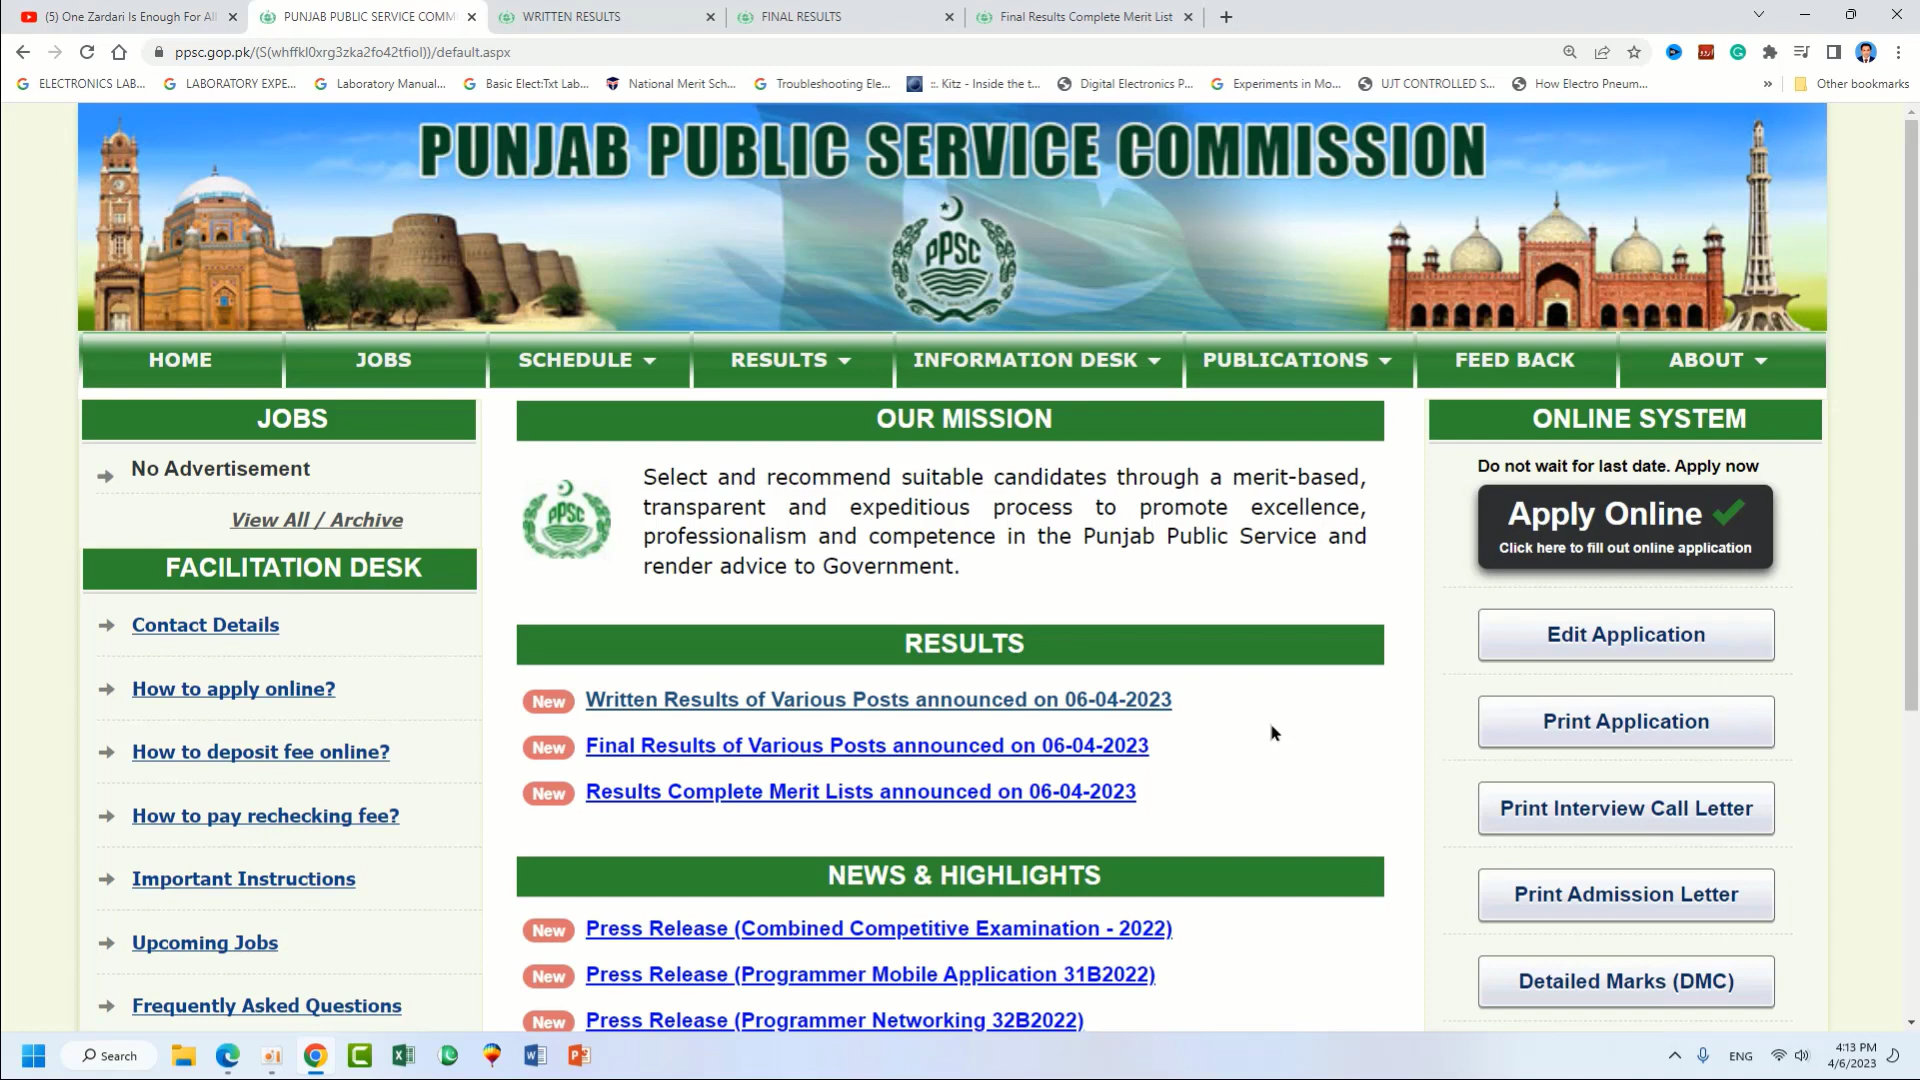 (5) One Zardari Is Enough For All
PUNJAB PUBLIC SERVICE COMM
WRITTEN RESULTS
FINAL RESULTS
Final Results Complete Merit List
ppsc.gop.pk/(S(whffkl0xrg3zka2fo42tfiol))/default.aspx
ELECTRONICS LAB...
LABORATORY EXPE...
Laboratory Manual...
Basic Elect:Txt Lab...
National Merit Sch...
Troubleshooting Ele...
::. Kitz - Inside the t...
Digital Electronics P...
Experiments in Mo...
UJT CONTROLLED S...
How Electro Pneum...
»
Other bookmarks
PUNJAB PUBLIC SERVICE COMMISSION
PPSC
HOME
JOBS
SCHEDULE
RESULTS
INFORMATION DESK
PUBLICATIONS
FEED BACK
ABOUT
JOBS
No Advertisement
View All / Archive
FACILITATION DESK
Contact Details
How to apply online?
How to deposit fee online?
How to pay rechecking fee?
Important Instructions
Upcoming Jobs
Frequently Asked Questions
OUR MISSION
PPSC
Select and recommend suitable candidates through a merit-based,
transparent and expeditious process to promote excellence,
professionalism and competence in the Punjab Public Service and
render advice to Government.
RESULTS
New Written Results of Various Posts announced on 06-04-2023
New Final Results of Various Posts announced on 06-04-2023
New Results Complete Merit Lists announced on 06-04-2023
NEWS & HIGHLIGHTS
New Press Release (Combined Competitive Examination - 2022)
New Press Release (Programmer Mobile Application 31B2022)
New Press Release (Programmer Networking 32B2022)
ONLINE SYSTEM
Do not wait for last date. Apply now
Apply Online
Click here to fill out online application
Edit Application
Print Application
Print Interview Call Letter
Print Admission Letter
Detailed Marks (DMC)
Search
ENG
4:13 PM
4/6/2023